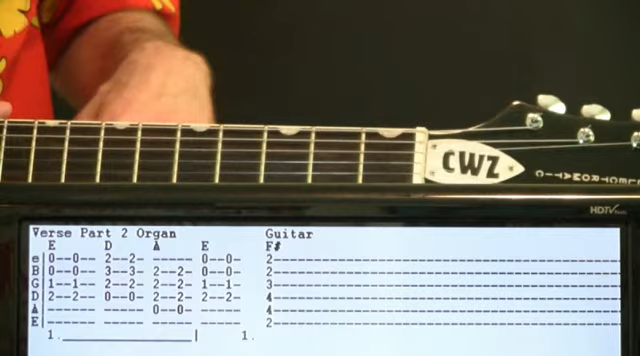 CWZ
ELECTROMATIC
HDTV
Verse Part 2 Organ Guitar
E D A E F#
e|0--0-- 2--2- ----- 0--0- 2-----------------------------------------
B|0--0-- 3--3- 2--2- 0--0- 2-----------------------------------------
G|1--1-- 2--2- 2--2- 1--1- 3-----------------------------------------
D|2--2-- 0--0- 2--2- 2--2- 4-----------------------------------------
A|------ ----- 0--0- ----- 4-----------------------------------------
E|------ ----- ----- ----- 2-----------------------------------------
1.___________________| 1.